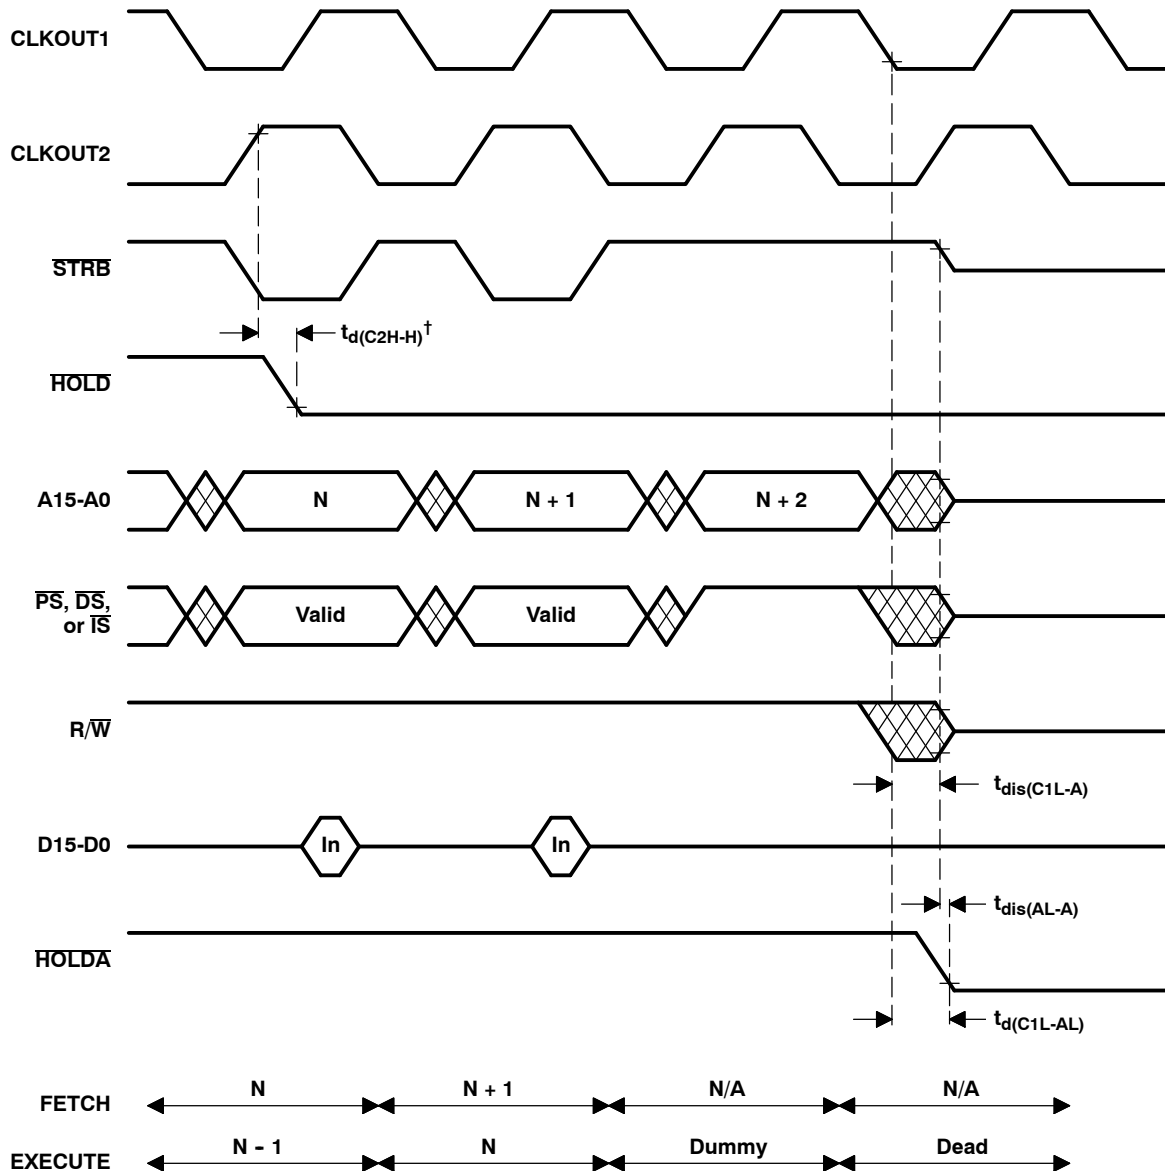 CLKOUT1
CLKOUT2
STRB
td(C2H-H)†
HOLD
A15-A0 N N + 1 N + 2
PS, DS,
or IS
Valid Valid
R/W
tdis(C1L-A)
D15-D0 In In
tdis(AL-A)
HOLDA
td(C1L-AL)
FETCH N N + 1 N/A N/A
EXECUTE N - 1 N Dummy Dead